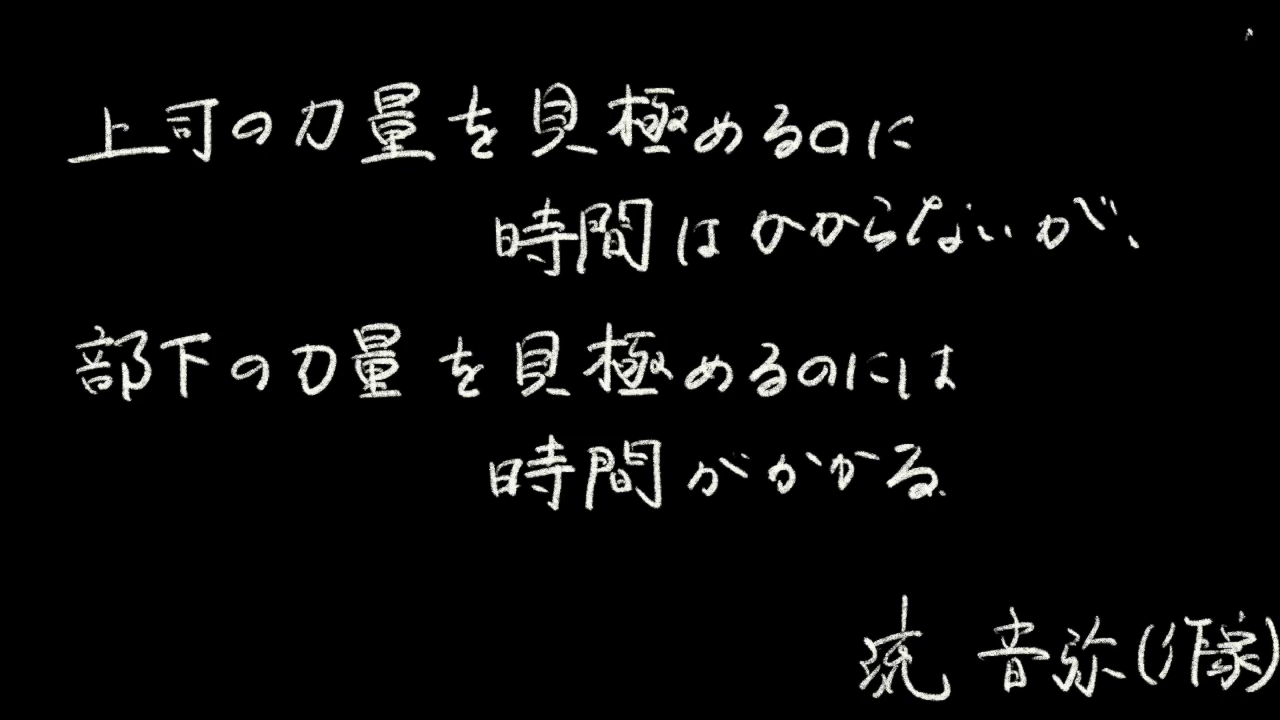 上司の力量を見極めるのに
時間はかからないが、
部下の力量を見極めるのには
時間がかかる。
音弥(作家)